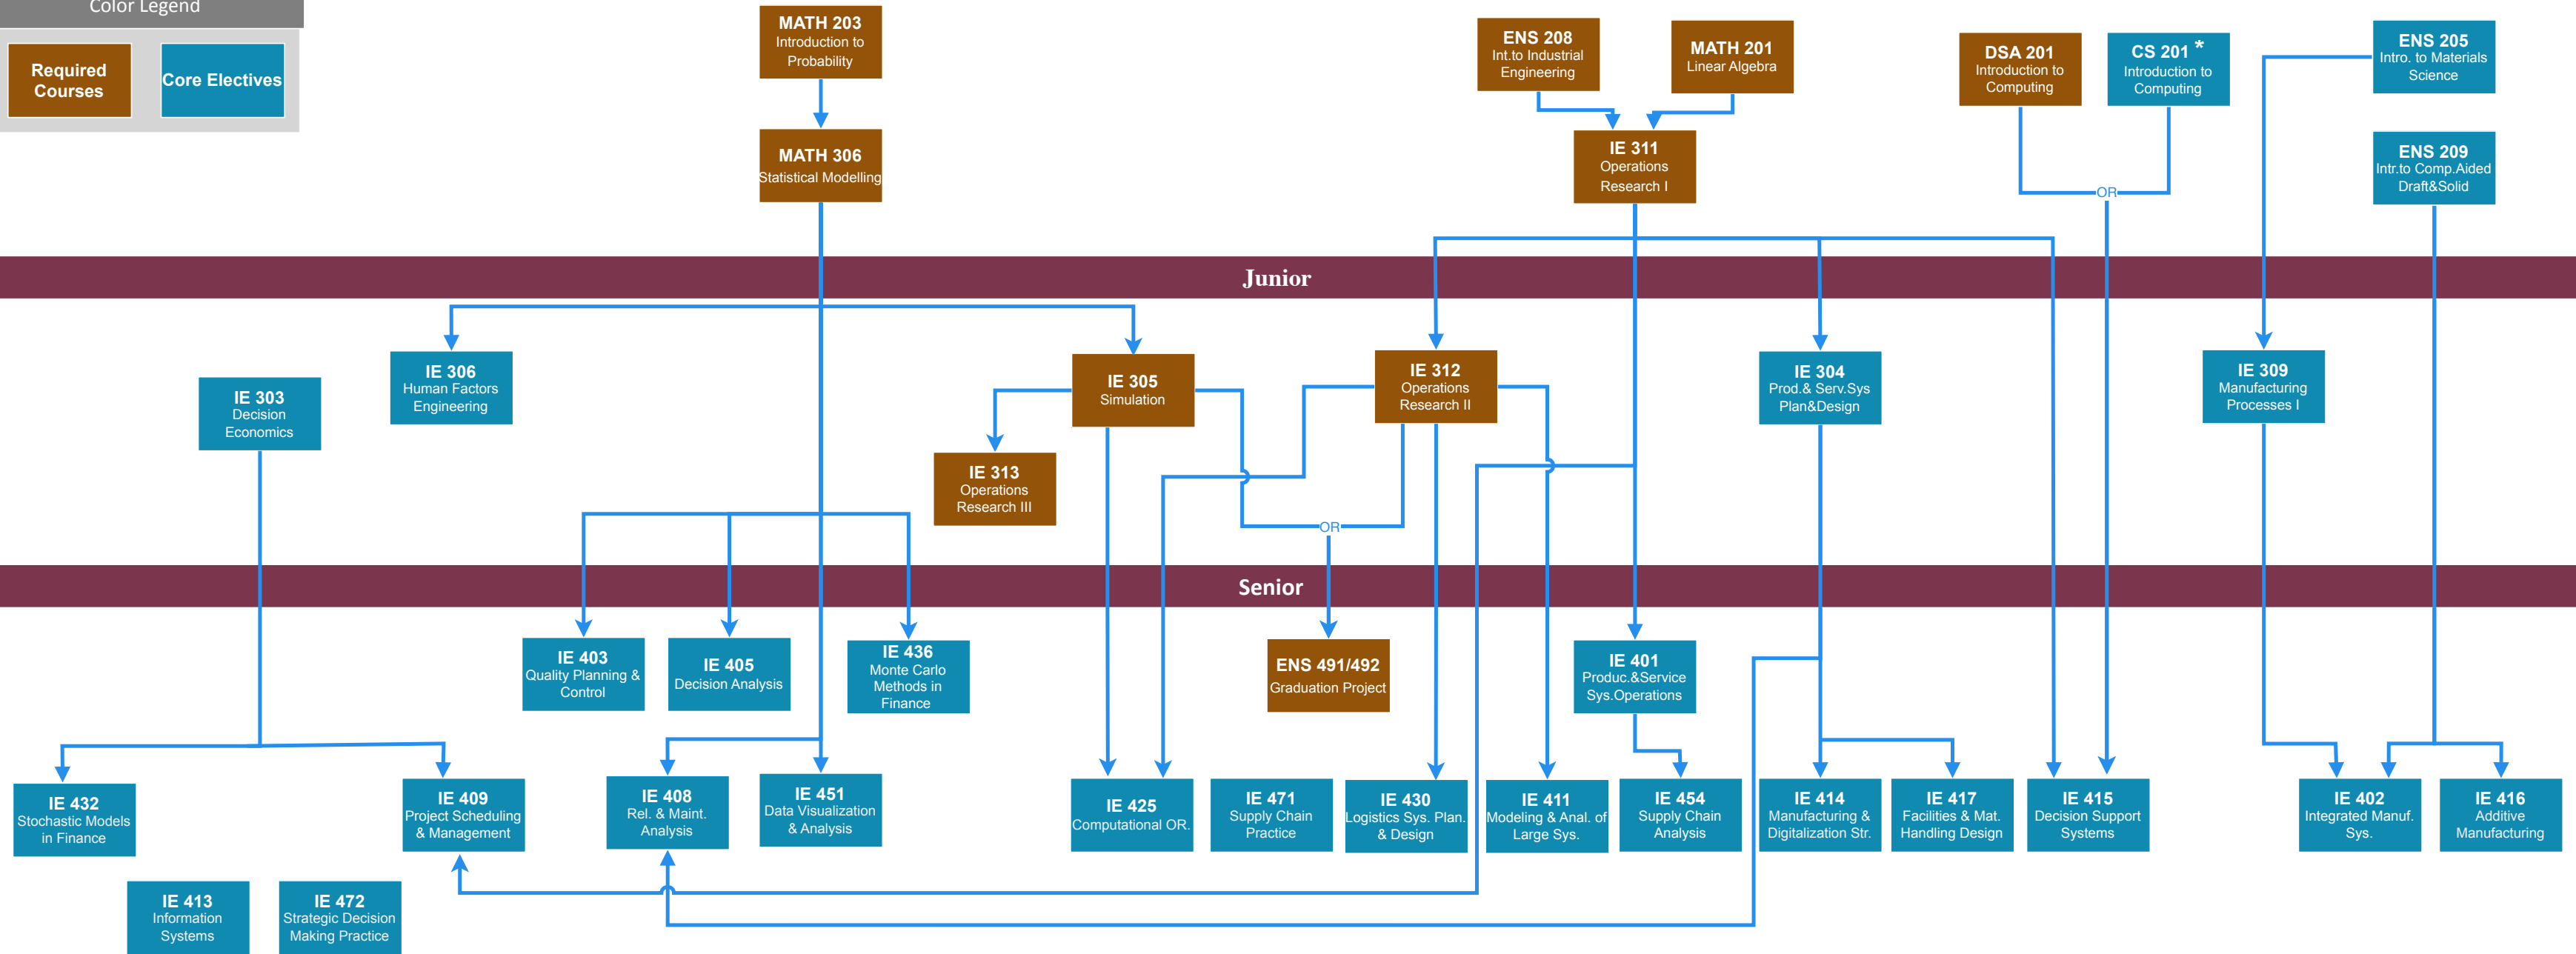 Color Legend
Required
Courses
Core Electives
MATH 203
Introduction to
Probability
ENS 208
Int.to Industrial
Engineering
MATH 201
Linear Algebra
DSA 201
Introduction to
Computing
CS 201 *
Introduction to
Computing
ENS 205
Intro. to Materials
Science
MATH 306
Statistical Modelling
IE 311
Operations
Research I
OR
ENS 209
Intr.to Comp.Aided
Draft&Solid
Junior
IE 303
Decision
Economics
IE 306
Human Factors
Engineering
IE 305
Simulation
IE 312
Operations
Research II
IE 304
Prod.& Serv.Sys
Plan&Design
IE 309
Manufacturing
Processes I
IE 313
Operations
Research III
OR
Senior
IE 403
Quality Planning &
Control
IE 405
Decision Analysis
IE 436
Monte Carlo
Methods in
Finance
ENS 491/492
Graduation Project
IE 401
Produc.&Service
Sys.Operations
IE 432
Stochastic Models
in Finance
IE 409
Project Scheduling
& Management
IE 408
Rel. & Maint.
Analysis
IE 451
Data Visualization
& Analysis
IE 425
Computational OR.
IE 471
Supply Chain
Practice
IE 430
Logistics Sys. Plan.
& Design
IE 411
Modeling & Anal. of
Large Sys.
IE 454
Supply Chain
Analysis
IE 414
Manufacturing &
Digitalization Str.
IE 417
Facilities & Mat.
Handling Design
IE 415
Decision Support
Systems
IE 402
Integrated Manuf.
Sys.
IE 416
Additive
Manufacturing
IE 413
Information
Systems
IE 472
Strategic Decision
Making Practice